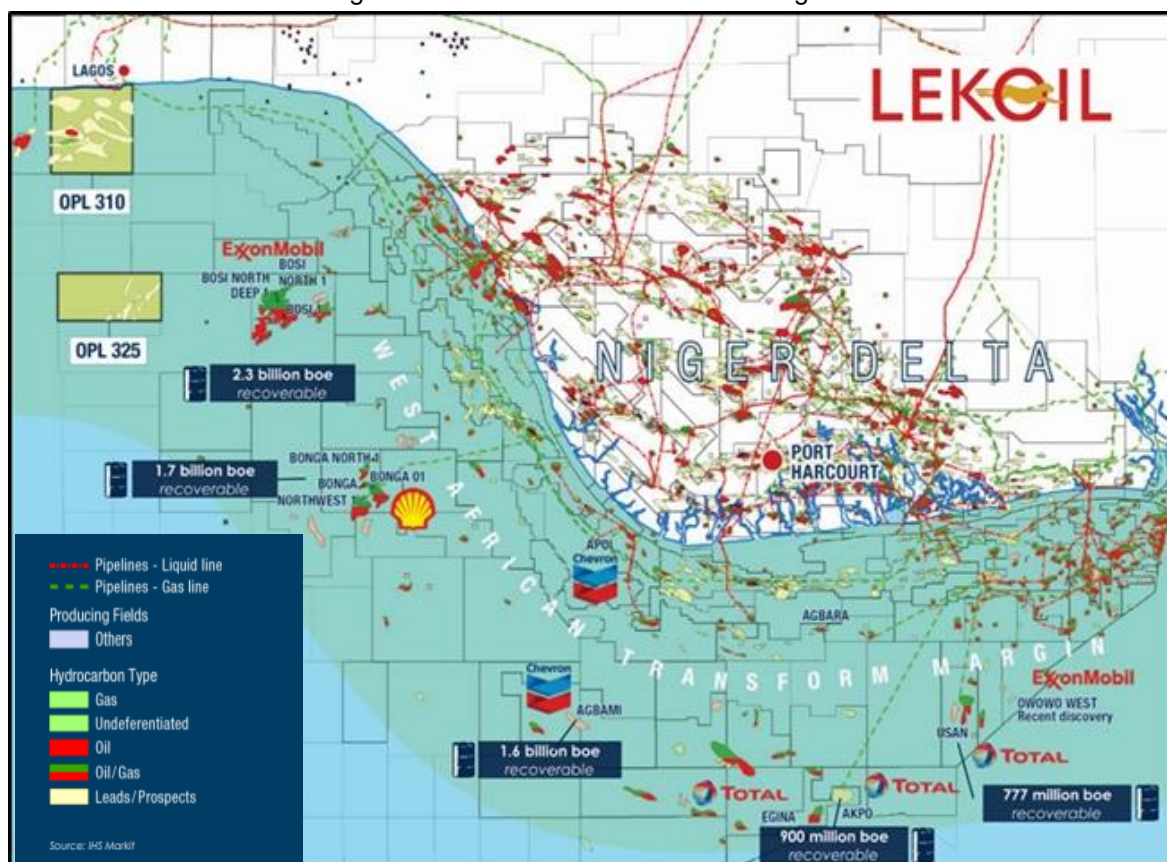 LAGOS
LEKOIL
OPL 310
ExxonMobil
BOSI
BOSI NORTH NORTH 1
DEEP 1
BOSI 1
OPL 325
2.3 billion boe
recoverable
NIGER DELTA
WEST AFRICAN TRANSFORM MARGIN
PORT
HARCOURT
1.7 billion boe
recoverable
BONGA NORTH 1
BONGA BONGA 01
NORTHWEST 1
APOI
Chevron
AGBARA
Chevron
AGBAMI
1.6 billion boe
recoverable
ExxonMobil
OWOWO WEST
Recent discovery
USAN
TOTAL
TOTAL
TOTAL
777 million boe
recoverable
EGINA
AKPO
900 million boe
recoverable
Pipelines - Liquid line
Pipelines - Gas line
Producing Fields
Others
Hydrocarbon Type
Gas
Undeferentiated
Oil
Oil/Gas
Leads/Prospects
Source: IHS Markit